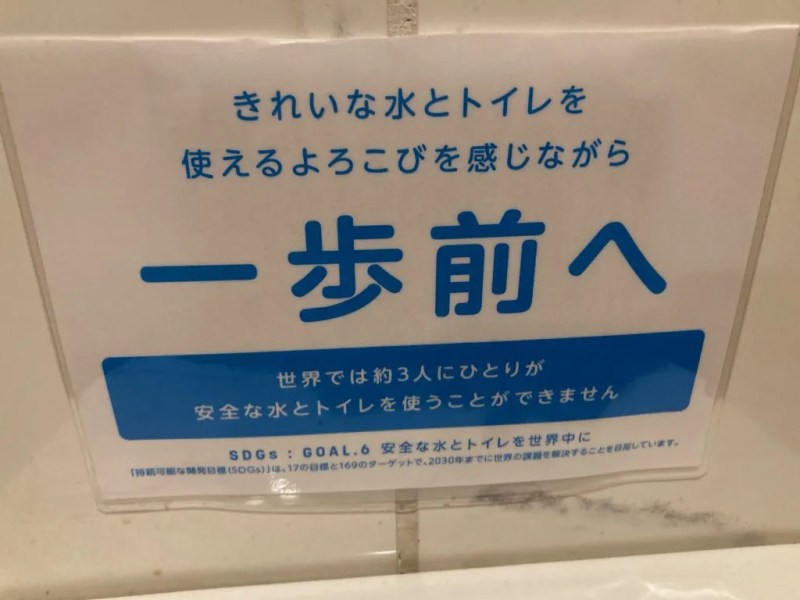 きれいな水とトイレを
使えるよろこびを感じながら
一歩前へ
世界では約3人にひとりが
安全な水とトイレを使うことができません
SDGs : GOAL.6 安全な水とトイレを世界中に
「持続可能な開発目標(SDGs)」は、17の目標と169のターゲットで、2030年までに世界の課題を解決することを目指しています。